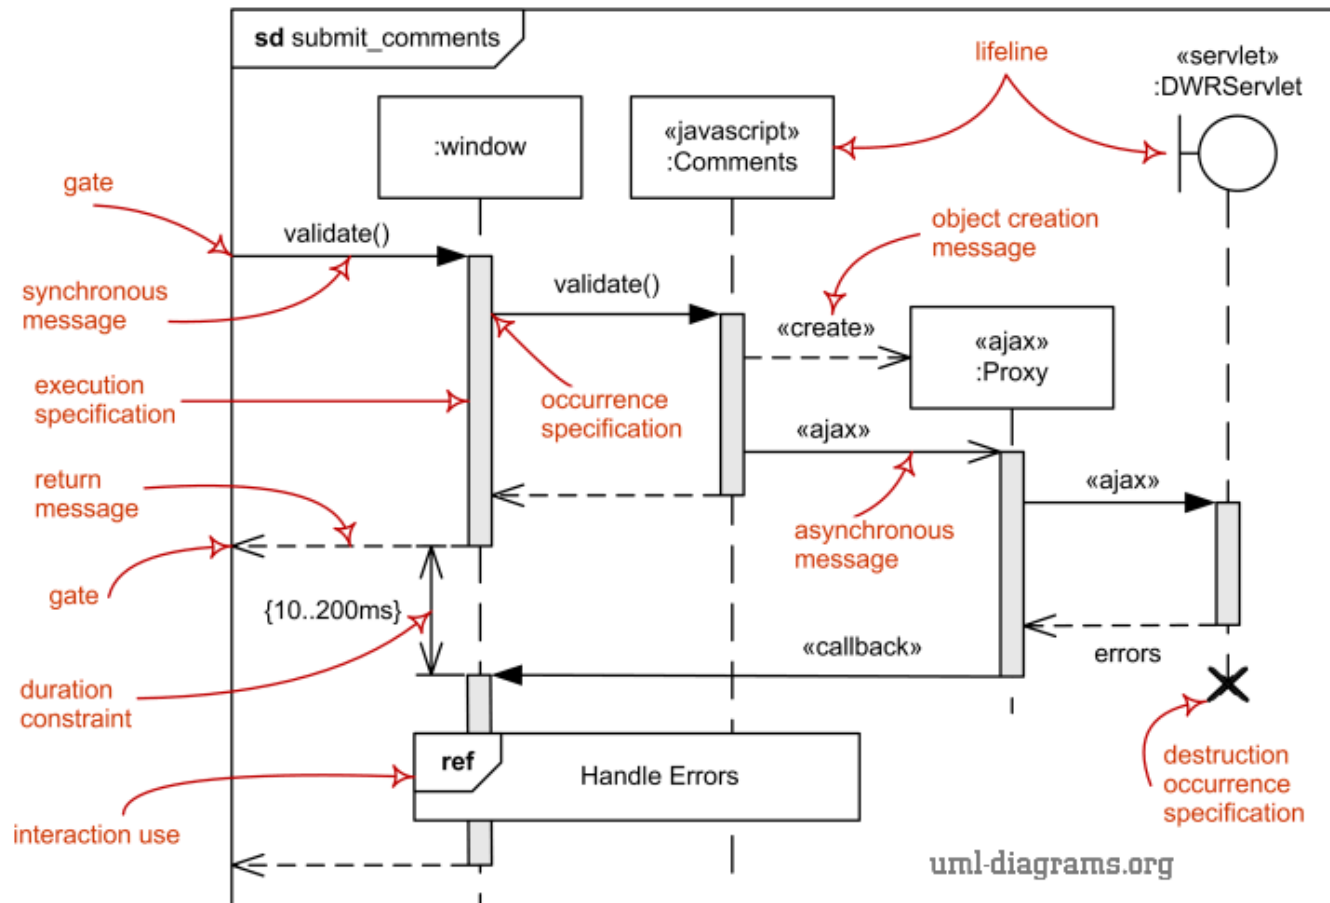 sd submit_comments
lifeline
«servlet»
:DWRServlet
:window
«javascript»
:Comments
gate
validate()
object creation
message
synchronous
message
validate()
«create»
«ajax»
:Proxy
execution
specification
occurrence
specification
«ajax»
return
message
«ajax»
asynchronous
message
gate
{10..200ms}
«callback»
errors
duration
constraint
ref
Handle Errors
destruction
occurrence
specification
interaction use
uml-diagrams.org